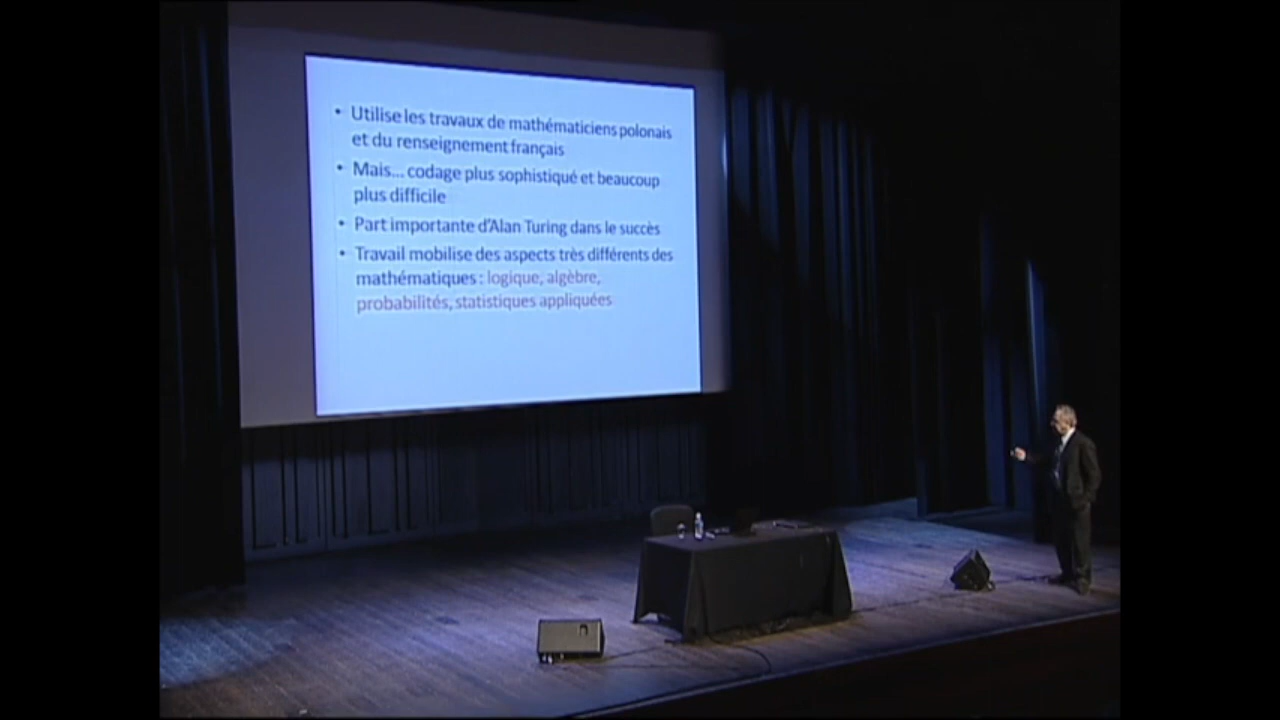 • Utilise les travaux de mathématiciens polonais
et du renseignement français
• Mais... codage plus sophistiqué et beaucoup
plus difficile
• Part importante d'Alan Turing dans le succès
• Travail mobilise des aspects très différents des
mathématiques : logique, algèbre,
probabilités, statistiques appliquées